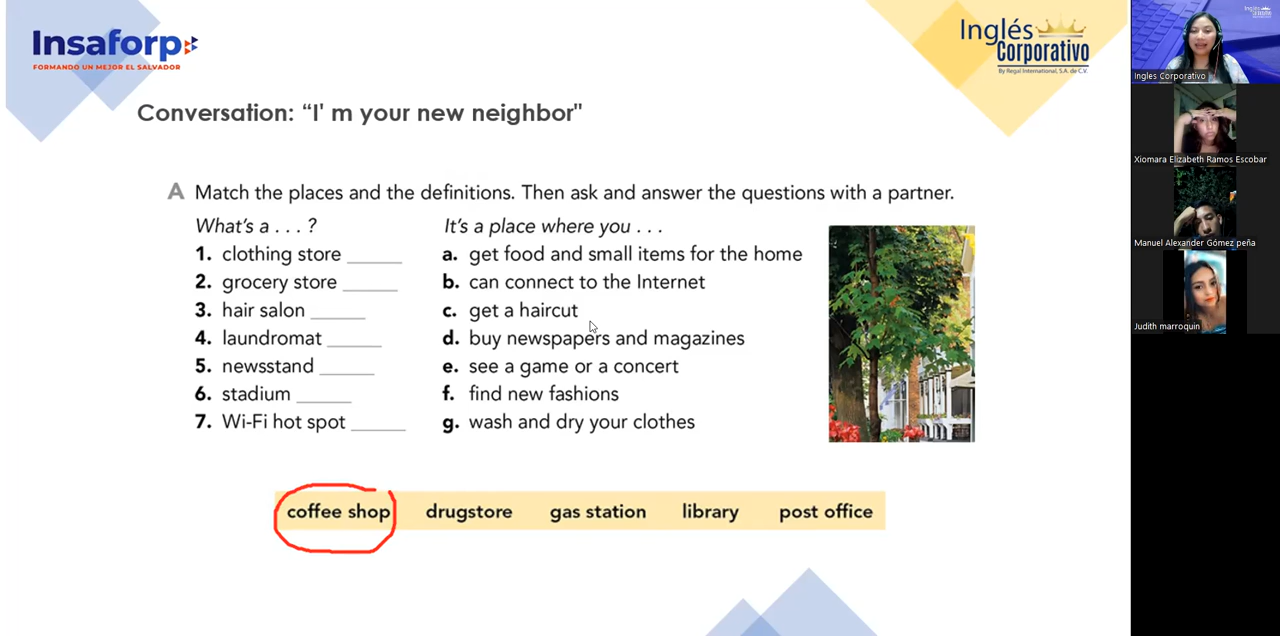 Insaforp
FORMANDO UN MEJOR EL SALVADOR
Inglés
Corporativo
By Regal International, S.A. de C.V.
Conversation: “I' m your new neighbor"
A Match the places and the definitions. Then ask and answer the questions with a partner.
What's a . . . ?
1. clothing store ______
2. grocery store ______
3. hair salon ______
4. laundromat ______
5. newsstand ______
6. stadium ______
7. Wi-Fi hot spot ______
It's a place where you . . .
a. get food and small items for the home
b. can connect to the Internet
c. get a haircut
d. buy newspapers and magazines
e. see a game or a concert
f. find new fashions
g. wash and dry your clothes
coffee shop drugstore gas station library post office
Ingles Corporativo
Xiomara Elizabeth Ramos Escobar
Manuel Alexander Gómez peña
Judith marroquin